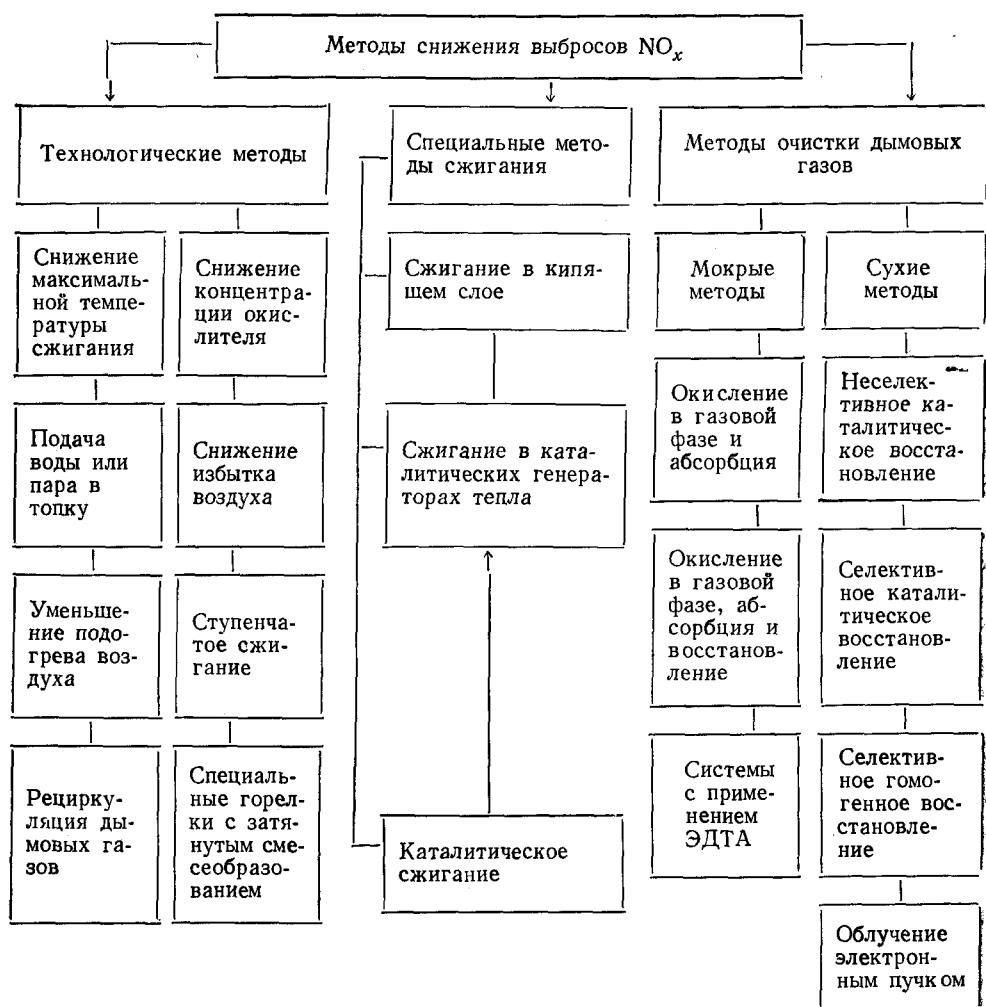 Методы снижения выбросов NOx
Технологические методы
Специальные мето-
ды сжигания
Методы очистки дымовых
газов
Снижение
максималь-
ной темпе-
ратуры
сжигания
Снижение
концентра-
ции окис-
лителя
Сжигание в кипя-
щем слое
Мокрые
методы
Сухие
методы
Подача
воды или
пара в
топку
Снижение
избытка
воздуха
Сжигание в ката-
литических генера-
торах тепла
Окисление
в газовой
фазе и
абсорбция
Неселек-
тивное ка-
талитичес-
кое восста-
новление
Уменьше-
ние подо-
грева воз-
духа
Ступенча-
тое сжи-
гание
Окисление
в газовой
фазе, аб-
сорбция и
восстанов-
ление
Селектив-
ное катали-
тическое
восстанов-
ление
Рецирку-
ляция ды-
мовых га-
зов
Специаль-
ные горел-
ки с затя-
нутым сме-
сеобразо-
ванием
Каталитическое
сжигание
Системы
с приме-
нением
ЭДТА
Селектив-
ное гомо-
генное вос-
становле-
ние
Облучение
электрон-
ным пучком